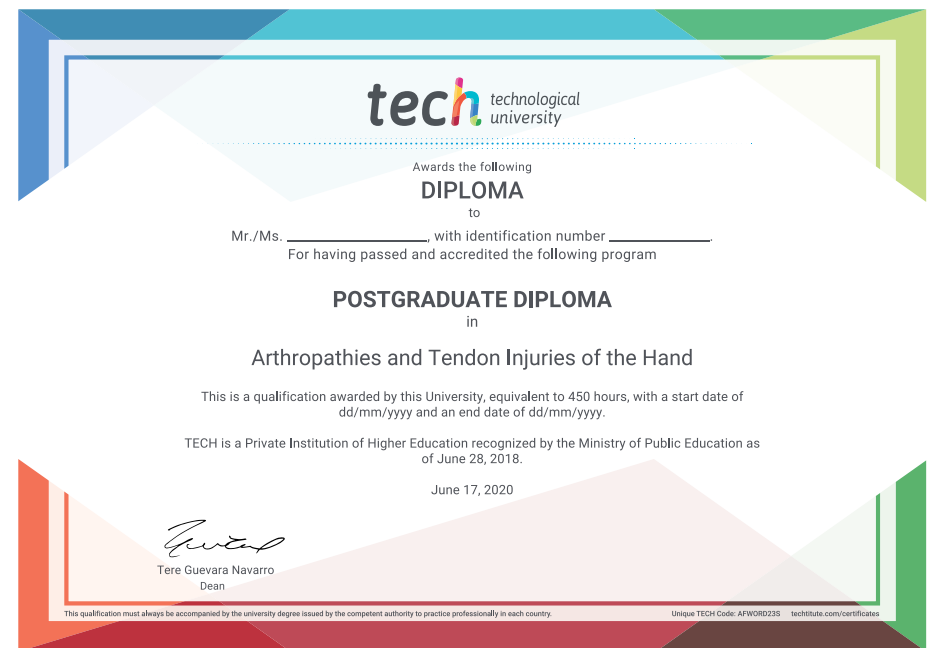 tech technological
university
Awards the following
DIPLOMA
to
Mr./Ms. ____________________, with identification number ______________.
For having passed and accredited the following program
POSTGRADUATE DIPLOMA
in
Arthropathies and Tendon Injuries of the Hand
This is a qualification awarded by this University, equivalent to 450 hours, with a start date of
dd/mm/yyyy and an end date of dd/mm/yyyy.
TECH is a Private Institution of Higher Education recognized by the Ministry of Public Education as
of June 28, 2018.
June 17, 2020
Tere Guevara Navarro
Dean
This qualification must always be accompanied by the university degree issued by the competent authority to practice professionally in each country. Unique TECH Code: AFWORD23S techtitute.com/certificates